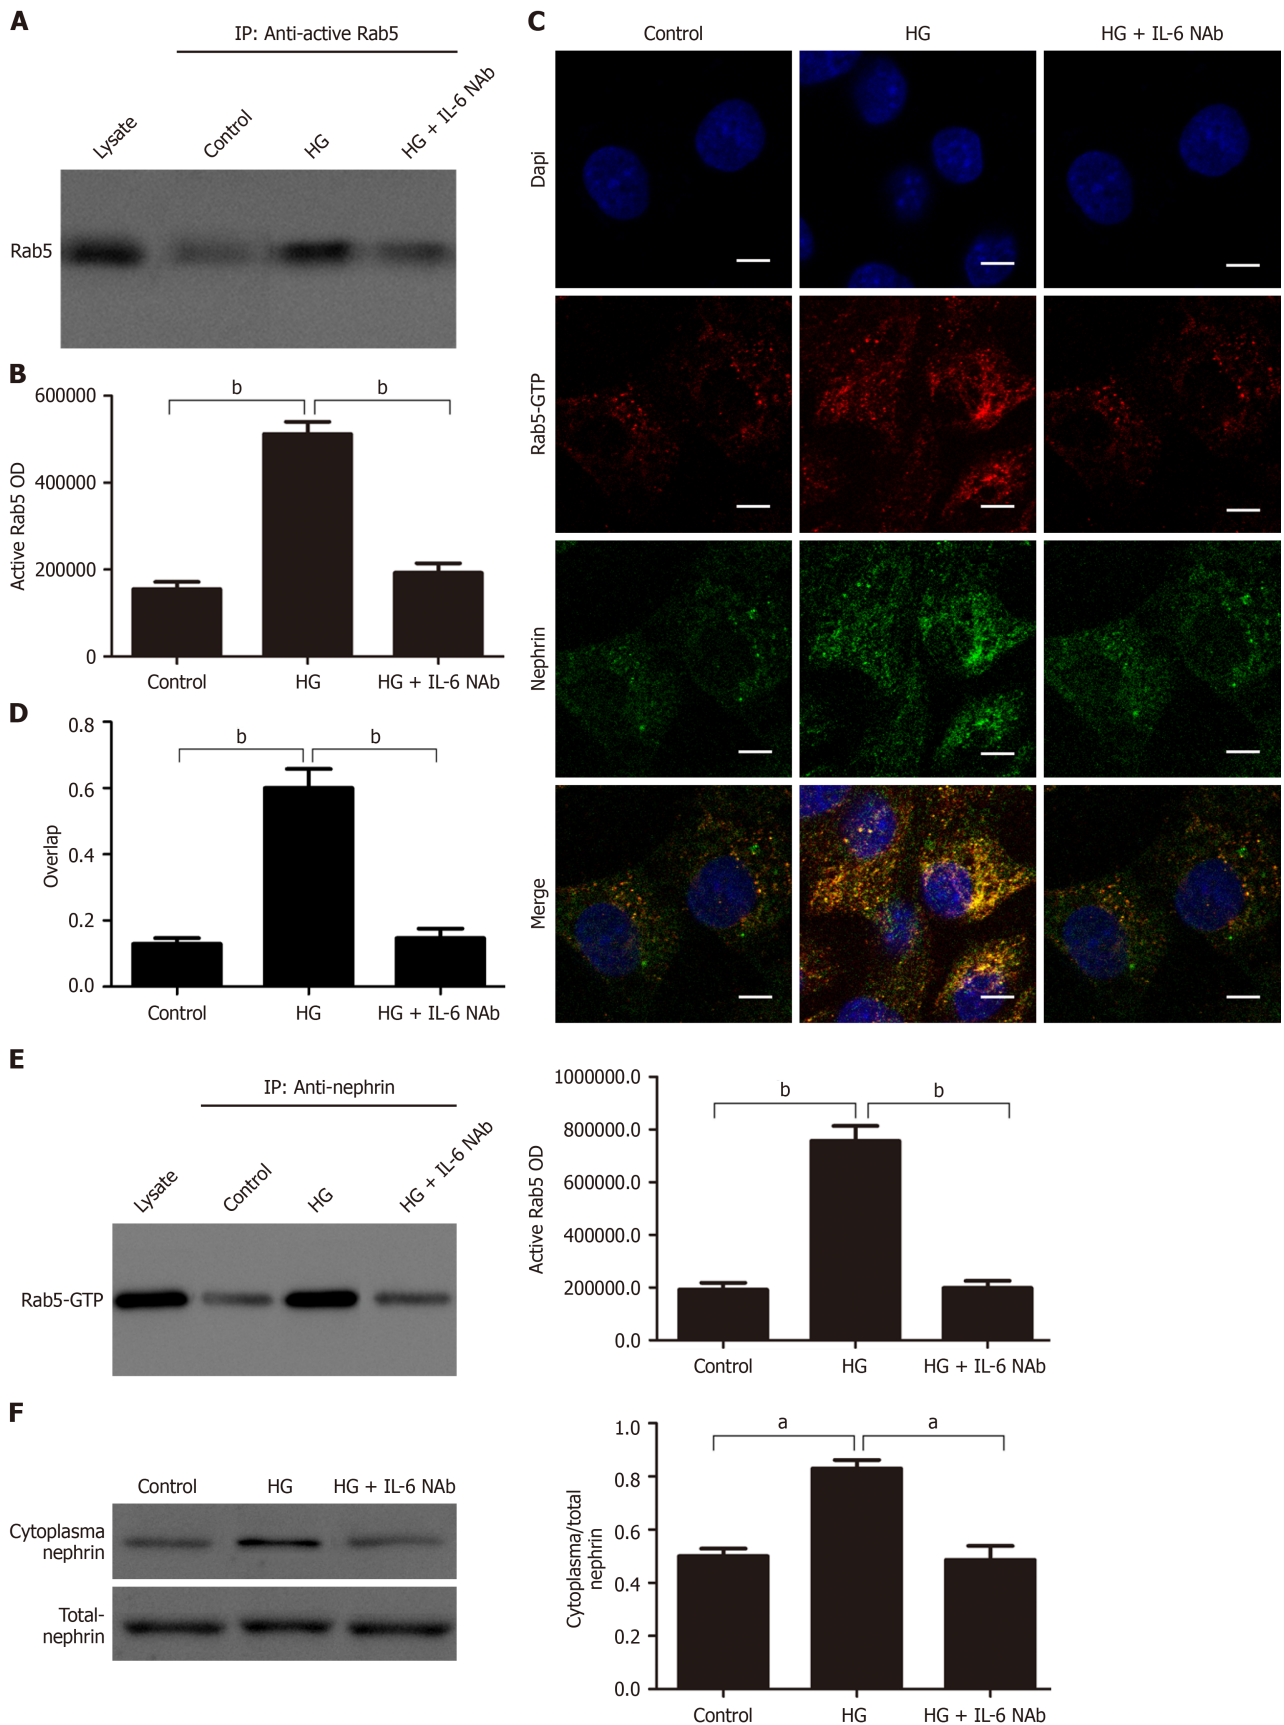 A
IP: Anti-active Rab5
Lysate
Control
HG
HG + IL-6 NAb
Rab5
B
600000
400000
200000
0
Active Rab5 OD
b
b
Control
HG
HG + IL-6 NAb
C
Control
HG
HG + IL-6 NAb
Dapi
Rab5-GTP
Nephrin
Merge
D
0.8
0.6
0.4
0.2
0.0
Overlap
b
b
Control
HG
HG + IL-6 NAb
E
IP: Anti-nephrin
Lysate
Control
HG
HG + IL-6 NAb
Rab5-GTP
1000000.0
800000.0
600000.0
400000.0
200000.0
0.0
Active Rab5 OD
b
b
Control
HG
HG + IL-6 NAb
F
Control
HG
HG + IL-6 NAb
Cytoplasma
nephrin
Total-
nephrin
1.0
0.8
0.6
0.4
0.2
0.0
Cytoplasma/total
nephrin
a
a
Control
HG
HG + IL-6 NAb